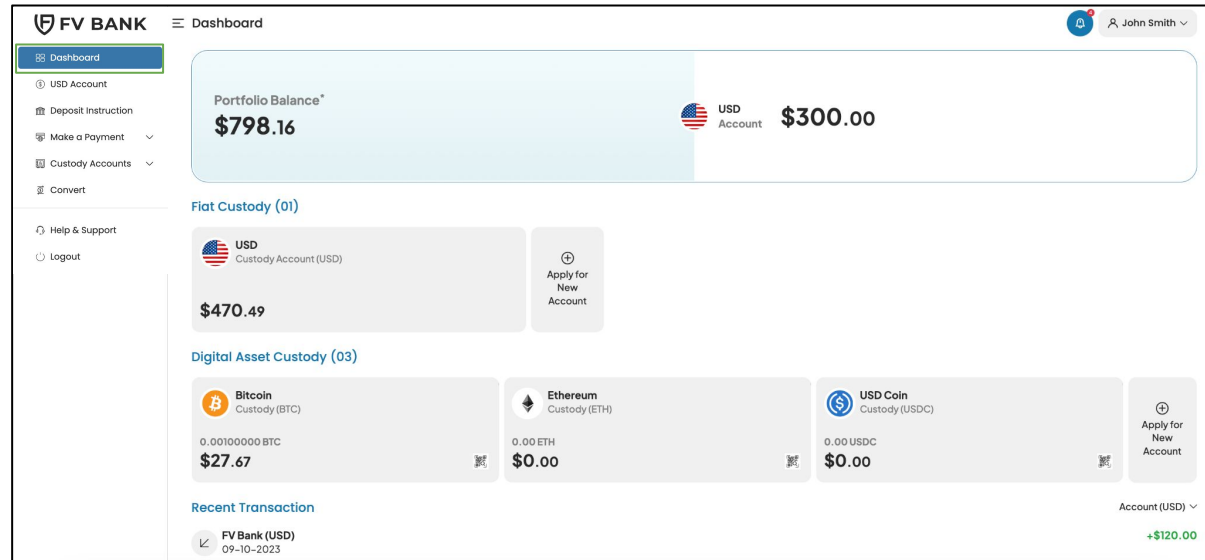 FV BANK
Dashboard
John Smith
Dashboard
USD Account
Deposit Instruction
Make a Payment
Custody Accounts
Convert
Help & Support
Logout
Portfolio Balance*
$798.16
USD
Account
$300.00
Fiat Custody (01)
USD
Custody Account (USD)
$470.49
Apply for
New
Account
Digital Asset Custody (03)
Bitcoin
Custody (BTC)
0.00100000 BTC
$27.67
Ethereum
Custody (ETH)
0.00 ETH
$0.00
USD Coin
Custody (USDC)
0.00 USDC
$0.00
Apply for
New
Account
Recent Transaction
Account (USD)
FV Bank (USD)
09-10-2023
+$120.00